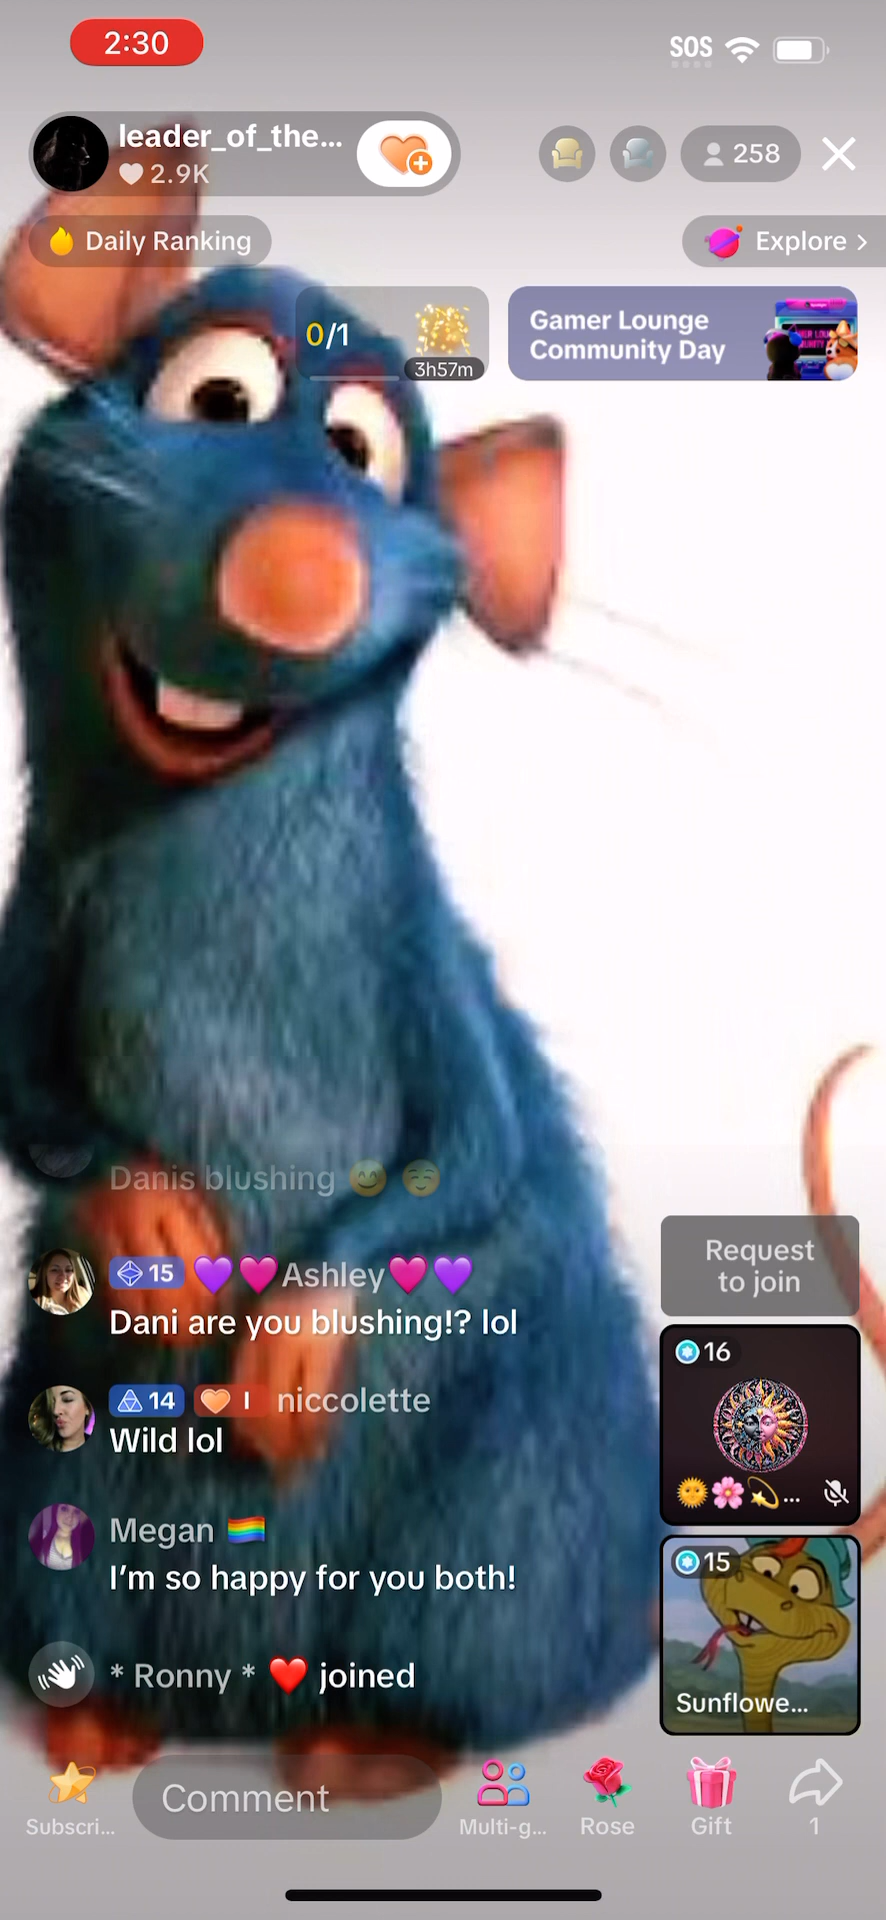 2:30
SOS
leader_of_the...
2.9K
258
Daily Ranking
Explore >
0/1
3h57m
Gamer Lounge
Community Day
Danis blushing 😊 ☺️
15 💜💗Ashley💗💜
Dani are you blushing!? lol
14 I niccolette
Wild lol
Megan 🏳️‍🌈
I'm so happy for you both!
* Ronny * ❤️ joined
Request
to join
16
🌞🌸💫...
15
Sunflowe...
Subscri...
Comment
Multi-g...
Rose
Gift
1